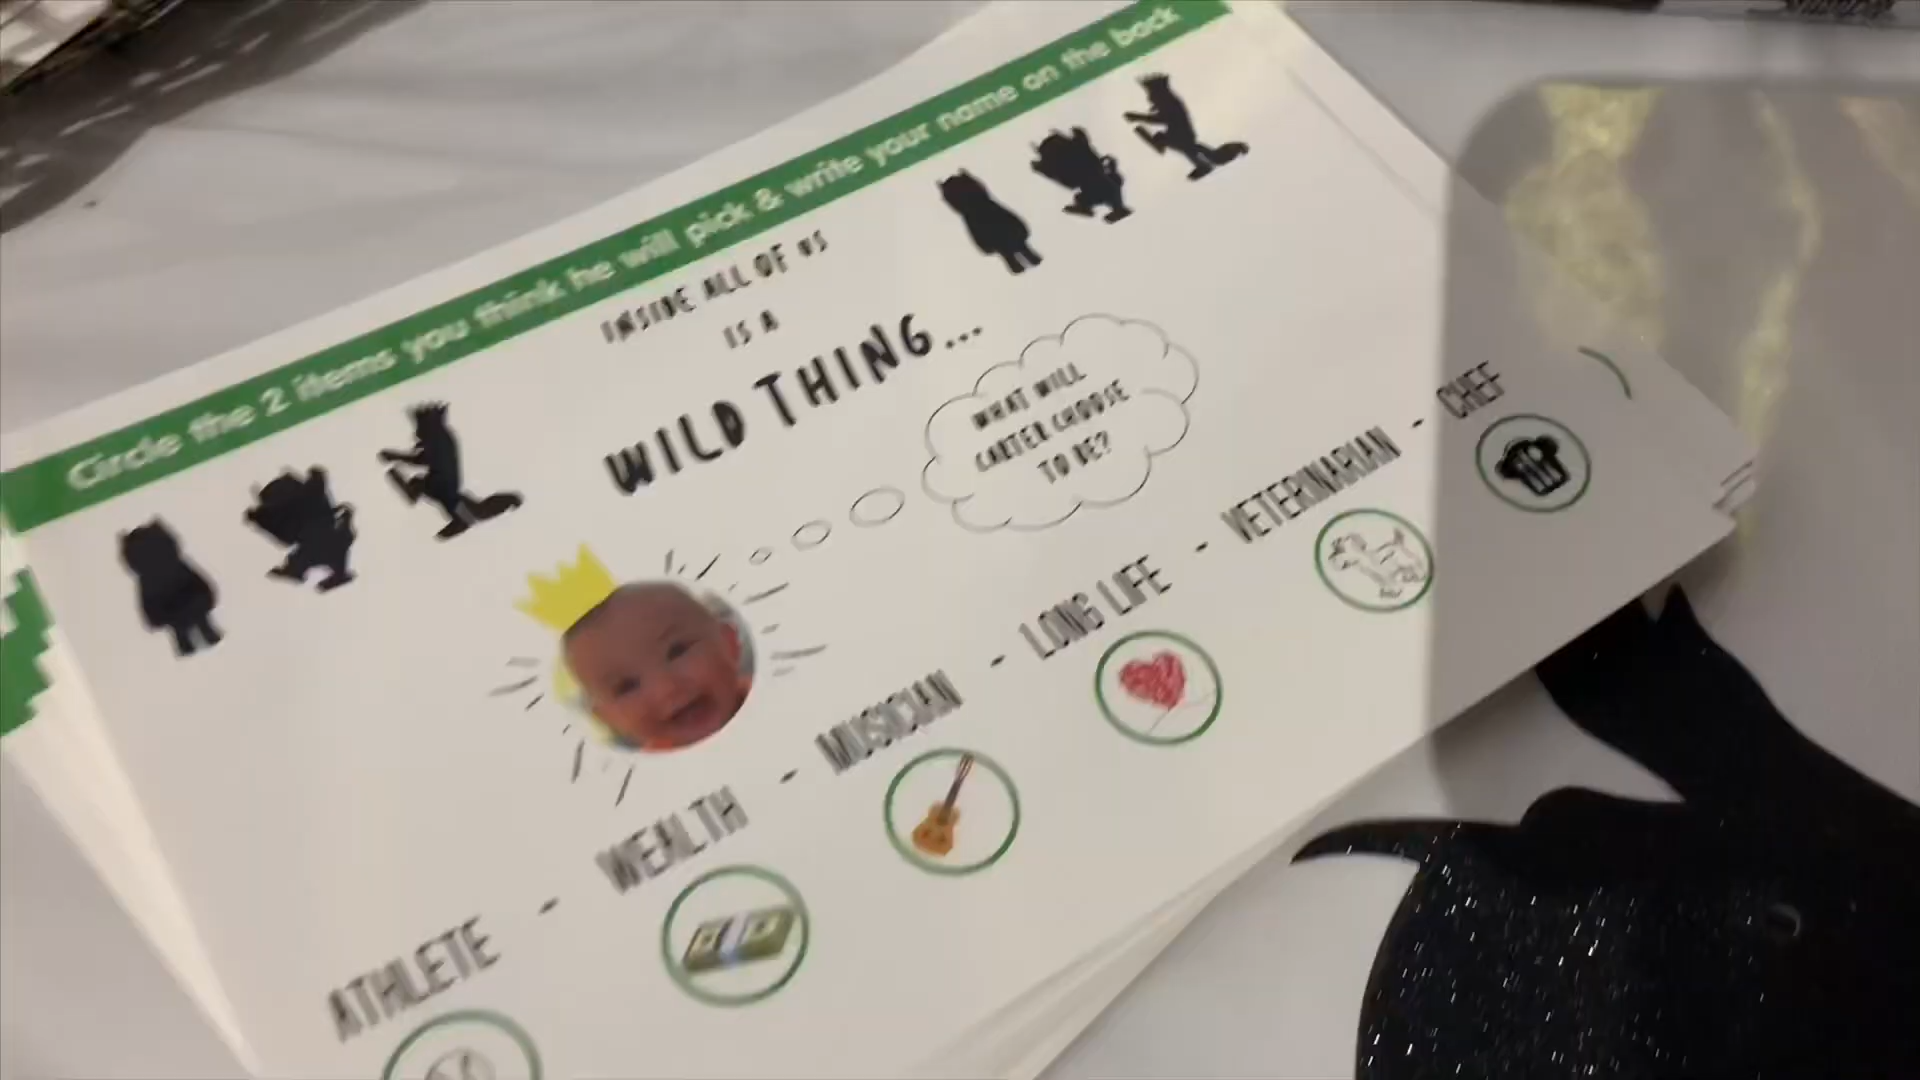 Circle the 2 items you think he will pick & write your name on the back
INSIDE ALL OF US
IS A
WILD THING...
WHAT WILL
CARTER CHOOSE
TO BE?
ATHLETE - WEALTH - MUSICIAN - LONG LIFE - VETERINARIAN - CHEF